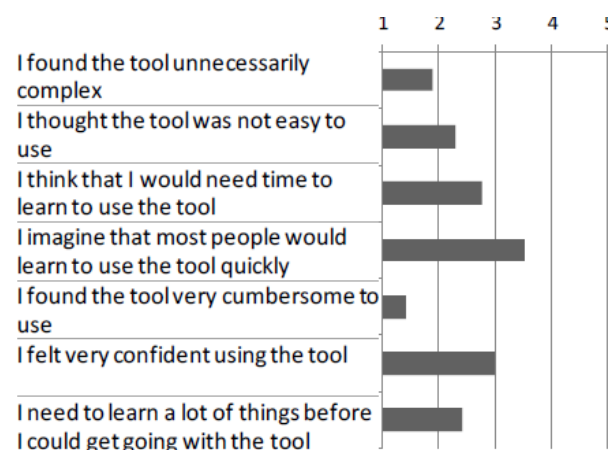 1 2 3 4 5
I found the tool unnecessarily
complex
I thought the tool was not easy to
use
I think that I would need time to
learn to use the tool
I imagine that most people would
learn to use the tool quickly
I found the tool very cumbersome to
use
I felt very confident using the tool
I need to learn a lot of things before
I could get going with the tool